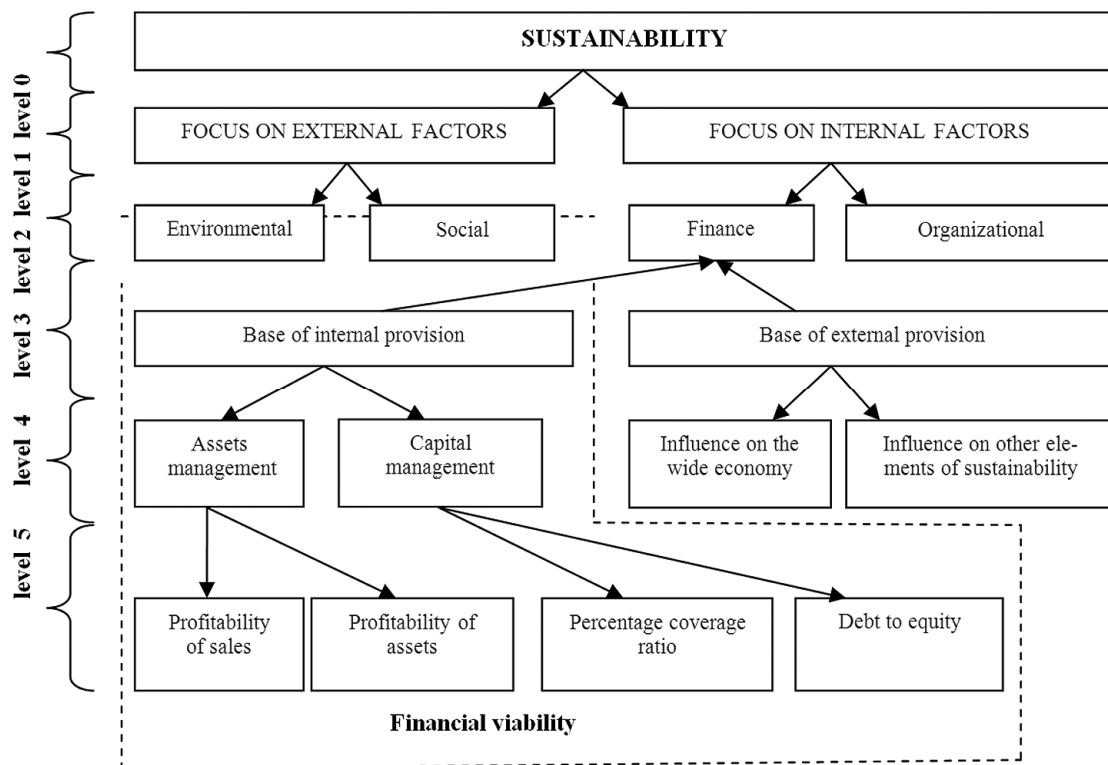 SUSTAINABILITY
level 0
FOCUS ON EXTERNAL FACTORS
FOCUS ON INTERNAL FACTORS
level 1
Environmental
Social
Finance
Organizational
level 2
Base of internal provision
Base of external provision
level 3
Assets
management
Capital
management
Influence on the
wide economy
Influence on other ele-
ments of sustainability
level 4
Profitability
of sales
Profitability of
assets
Percentage coverage
ratio
Debt to equity
level 5
Financial viability